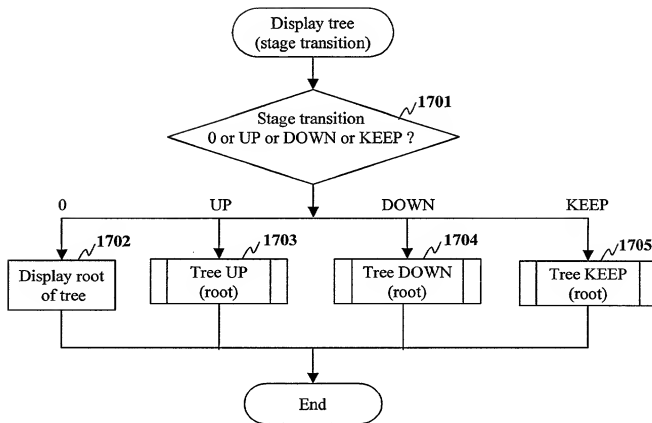 Display tree
(stage transition)
1701
Stage transition
0 or UP or DOWN or KEEP ?
0 UP DOWN KEEP
1702 1703 1704 1705
Display root
of tree
Tree UP
(root)
Tree DOWN
(root)
Tree KEEP
(root)
End